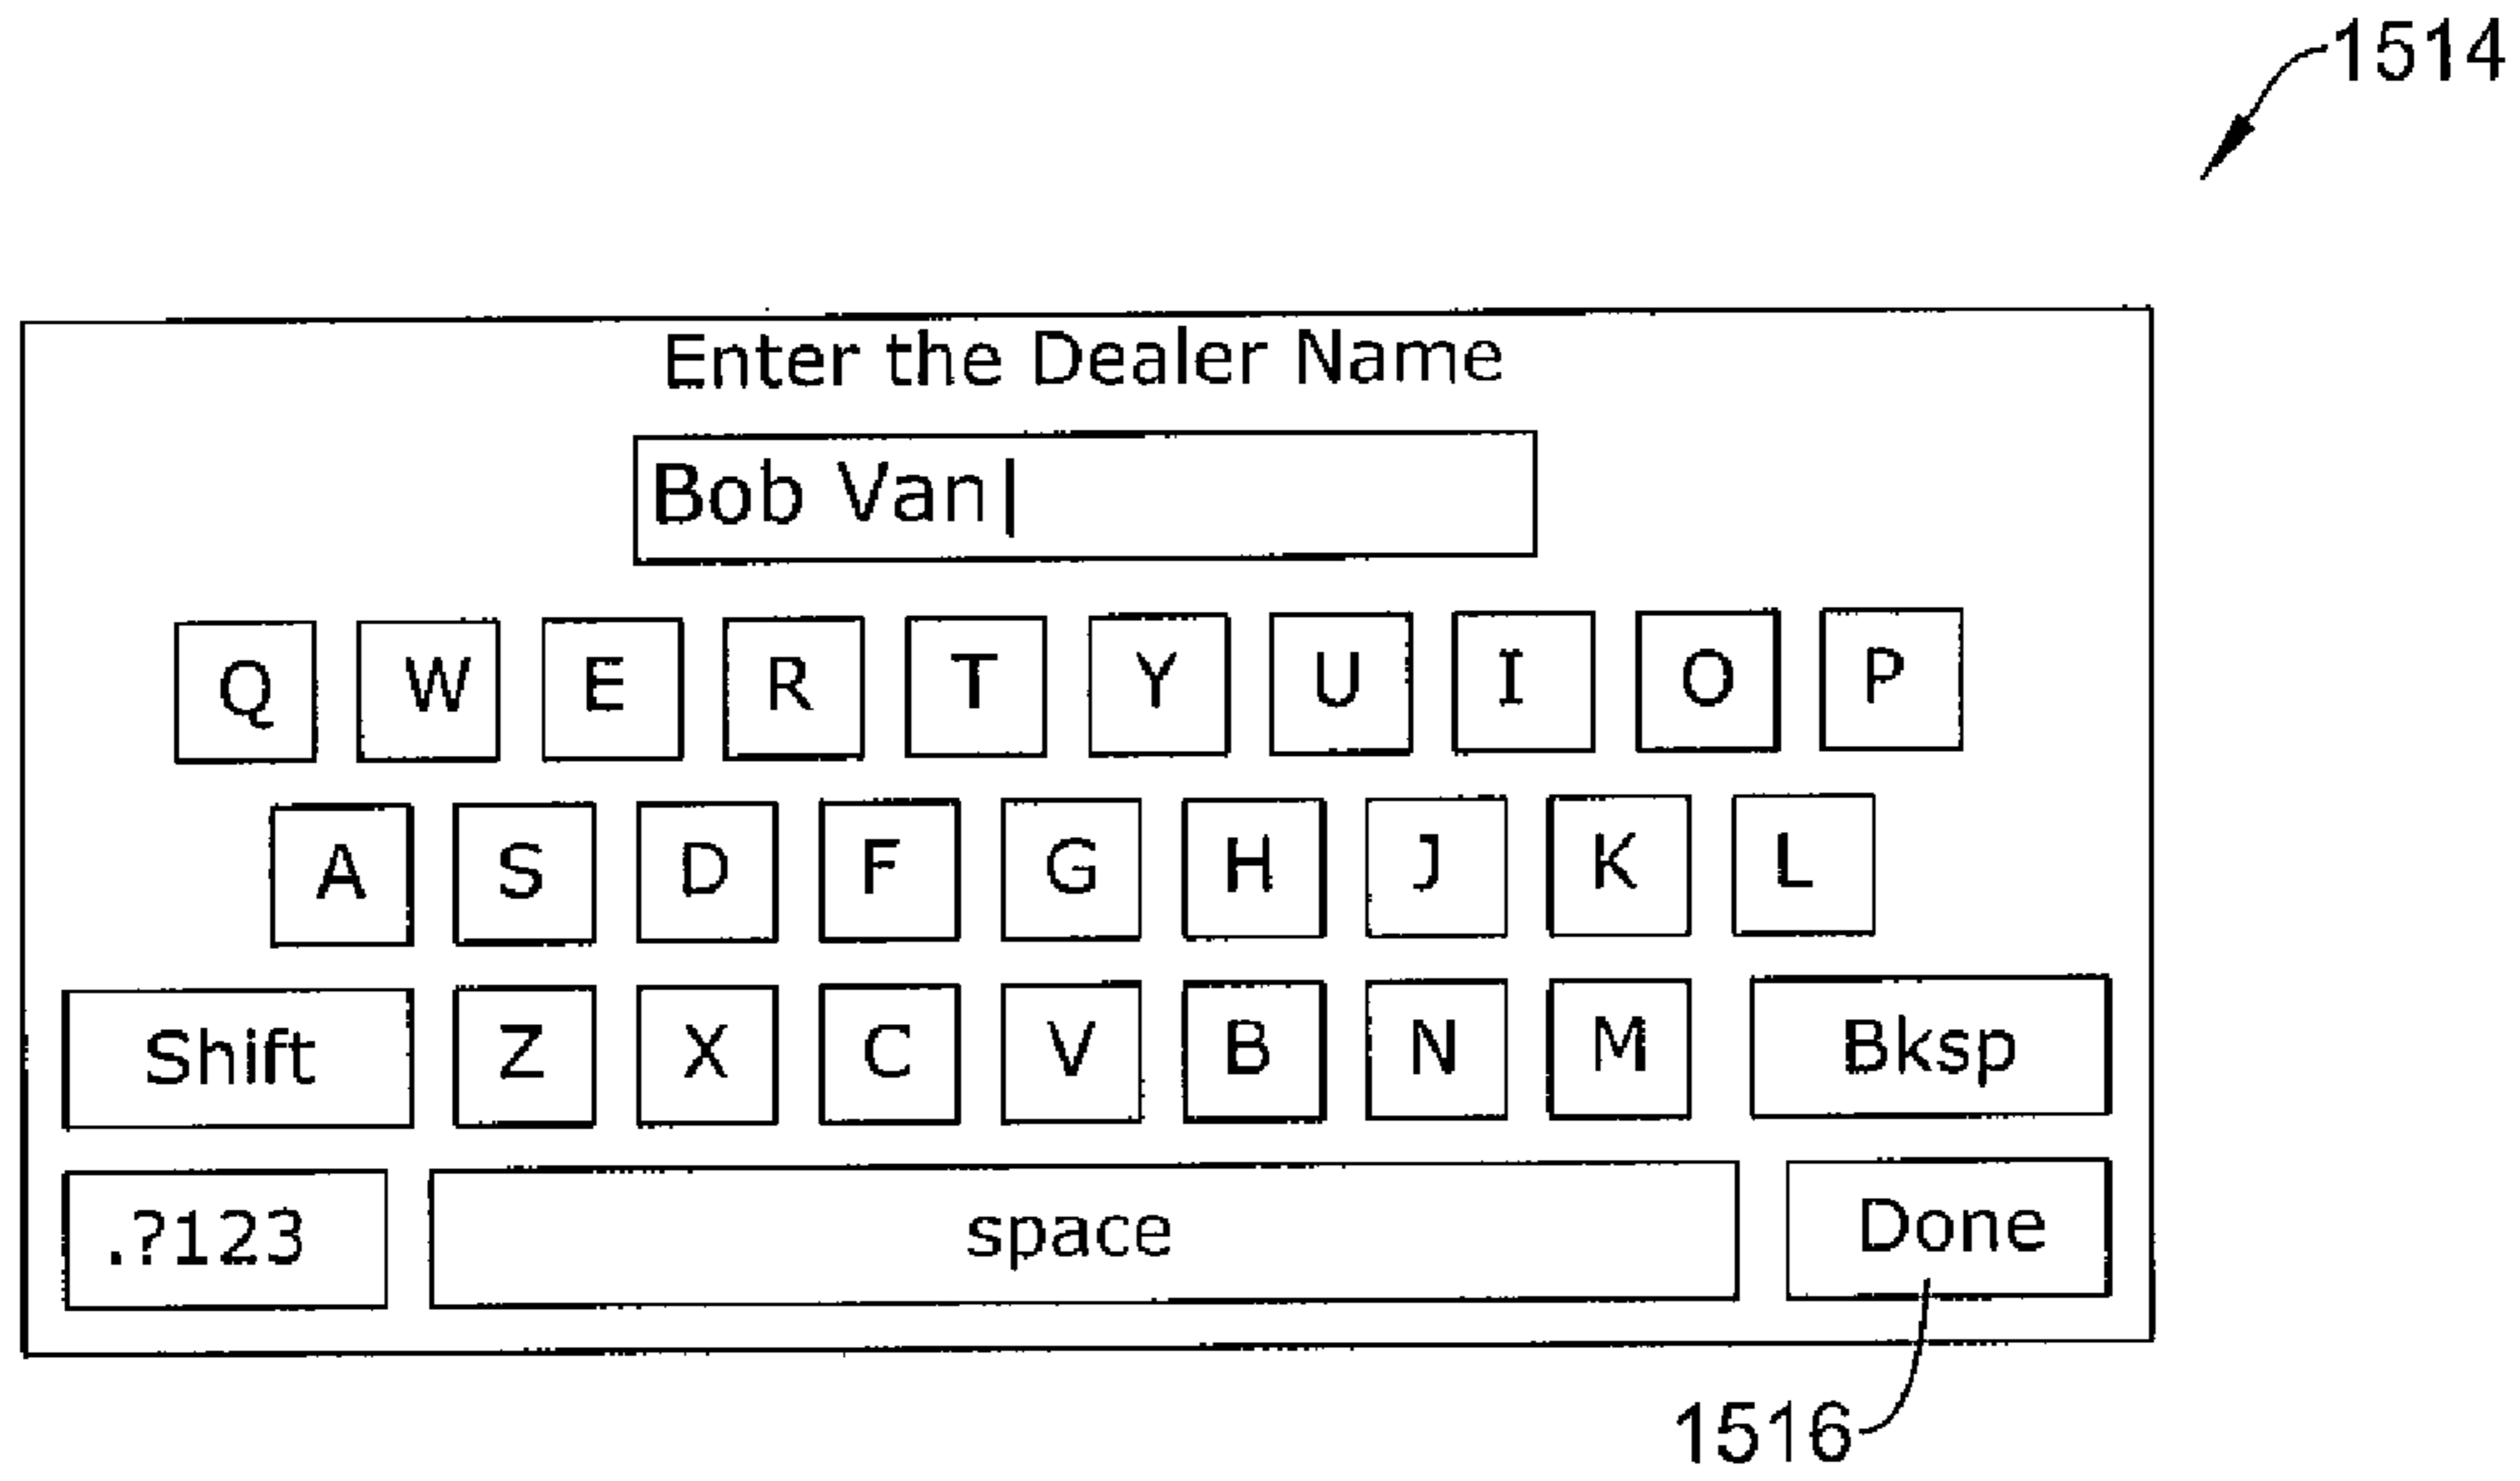 1514
Enter the Dealer Name
Bob Van|
Q W E R T Y U I O P
A S D F G H J K L
Shift Z X C V B N M Bksp
.?123 space Done
1516